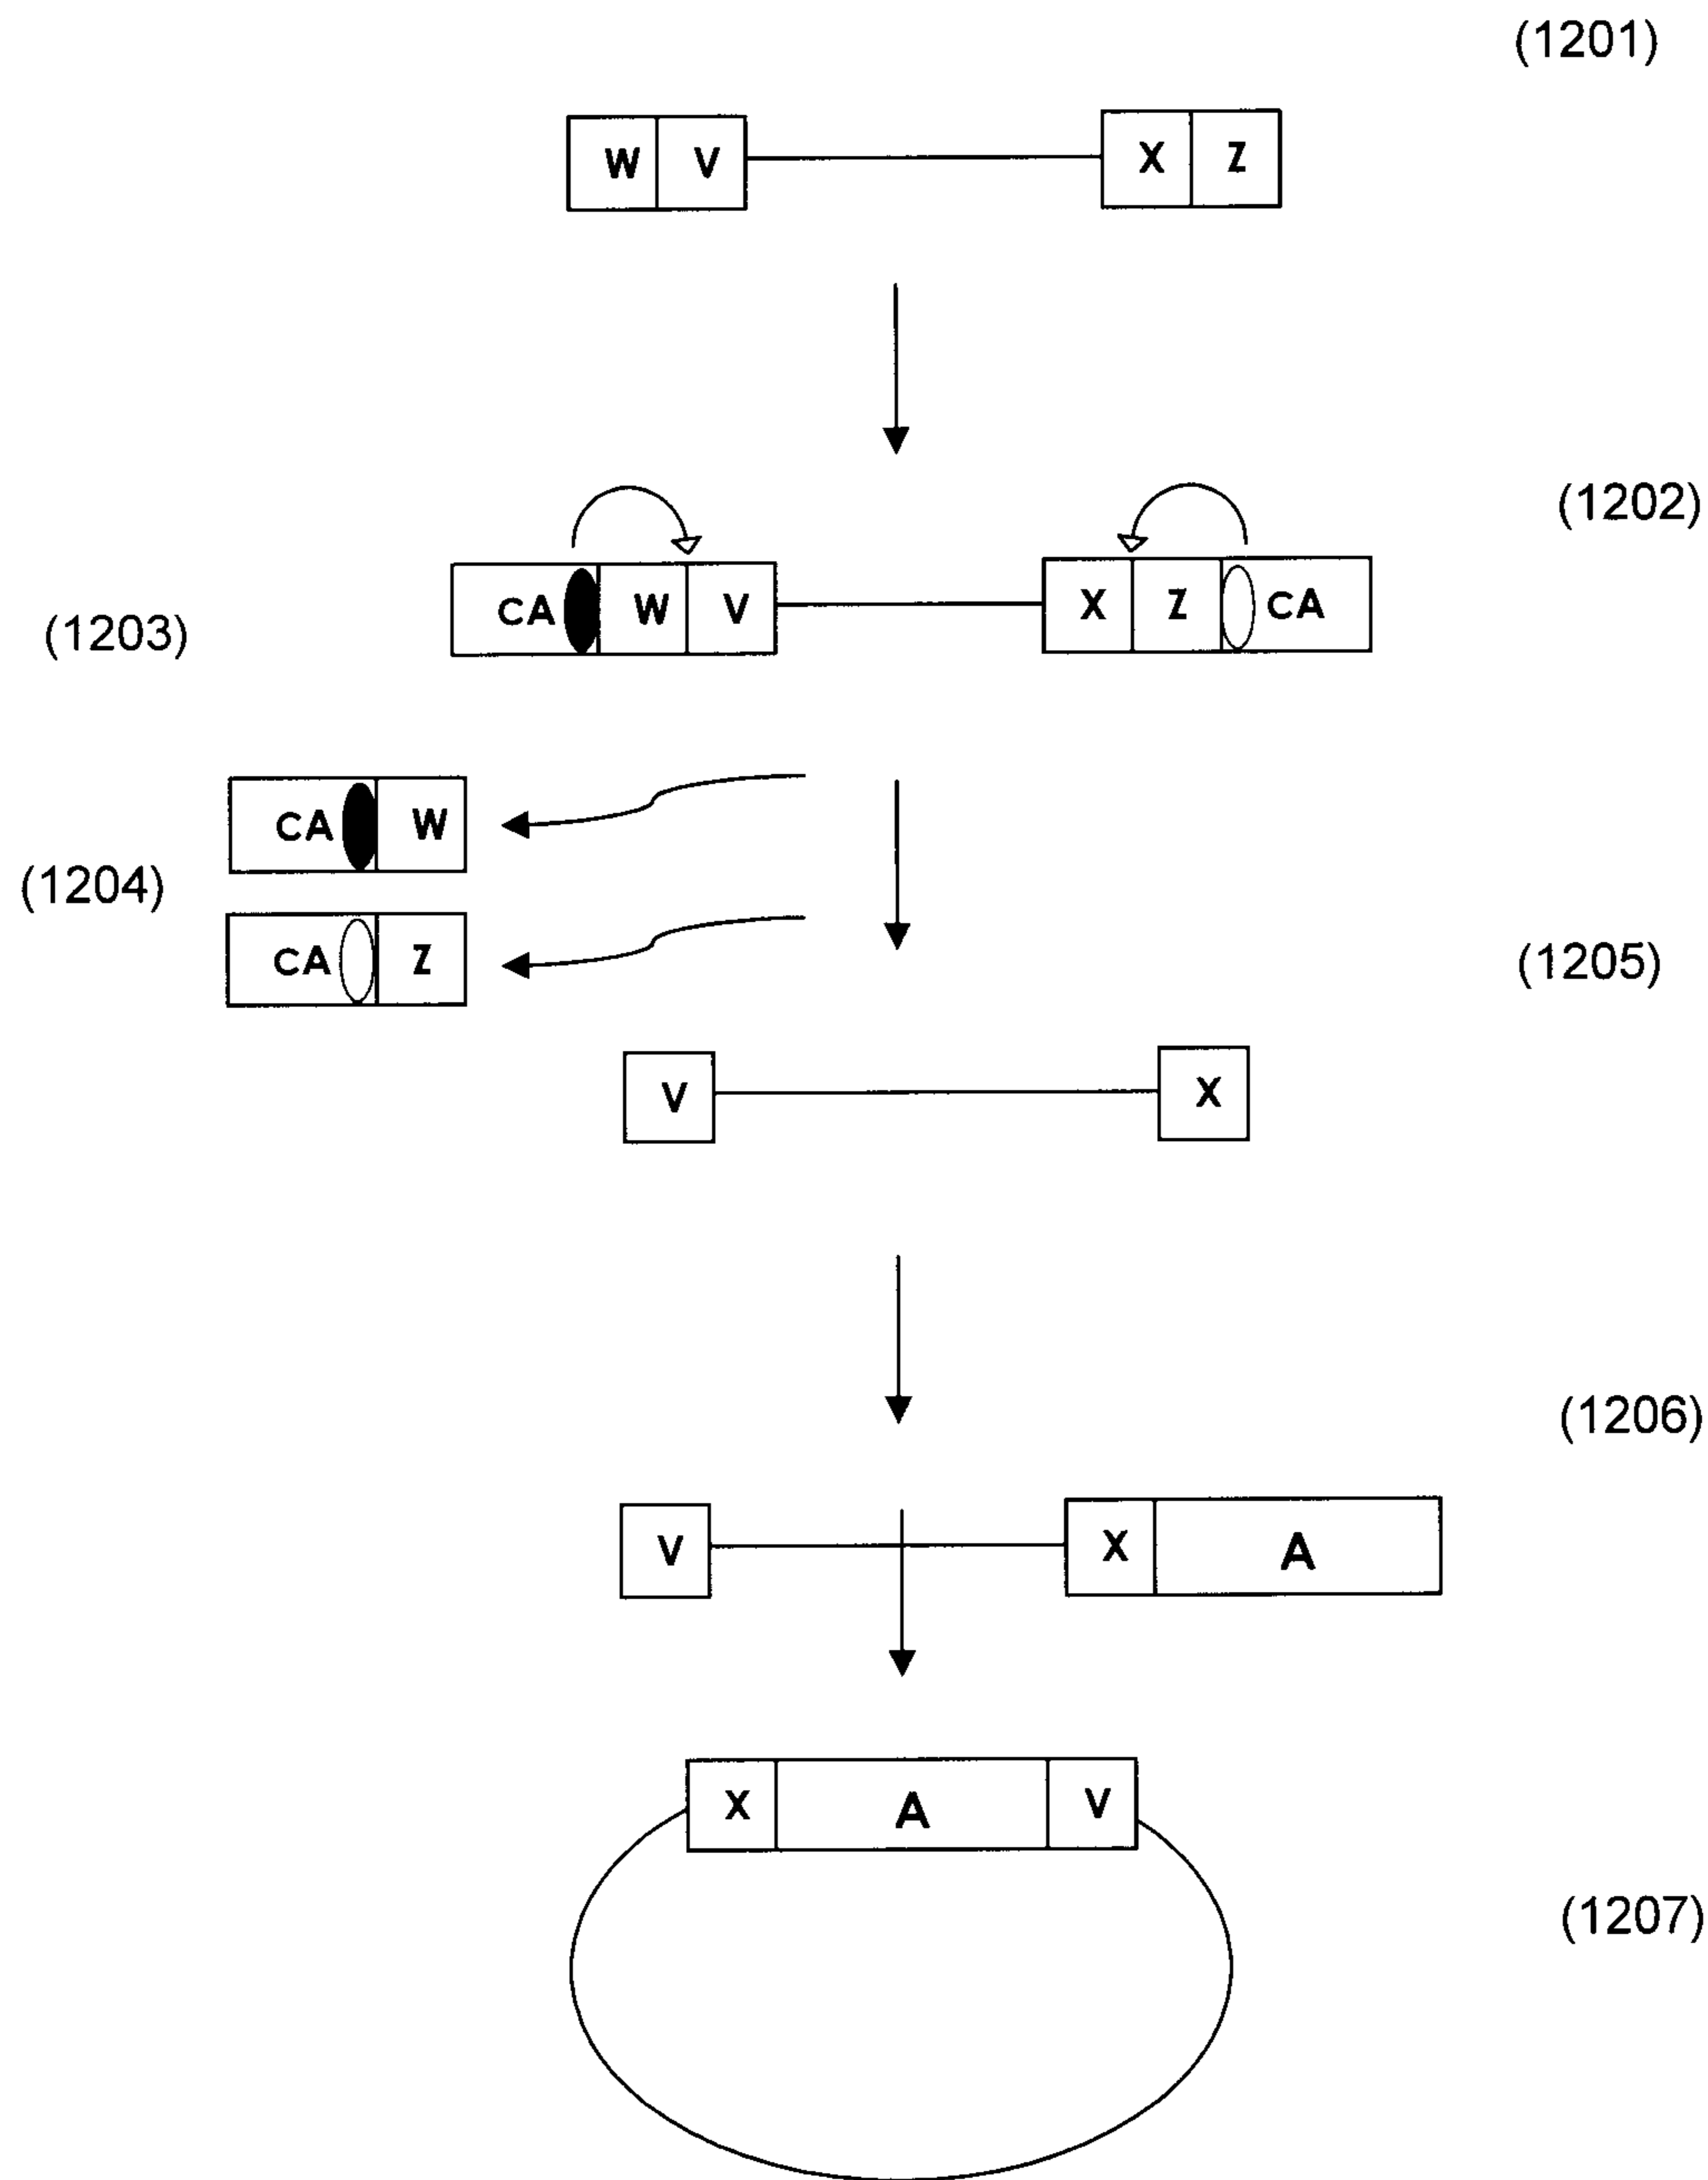 (1201)
W V X Z
(1202)
CA W V X Z CA
(1203)
CA W
(1204)
CA Z
(1205)
V X
(1206)
V X A
X A V
(1207)